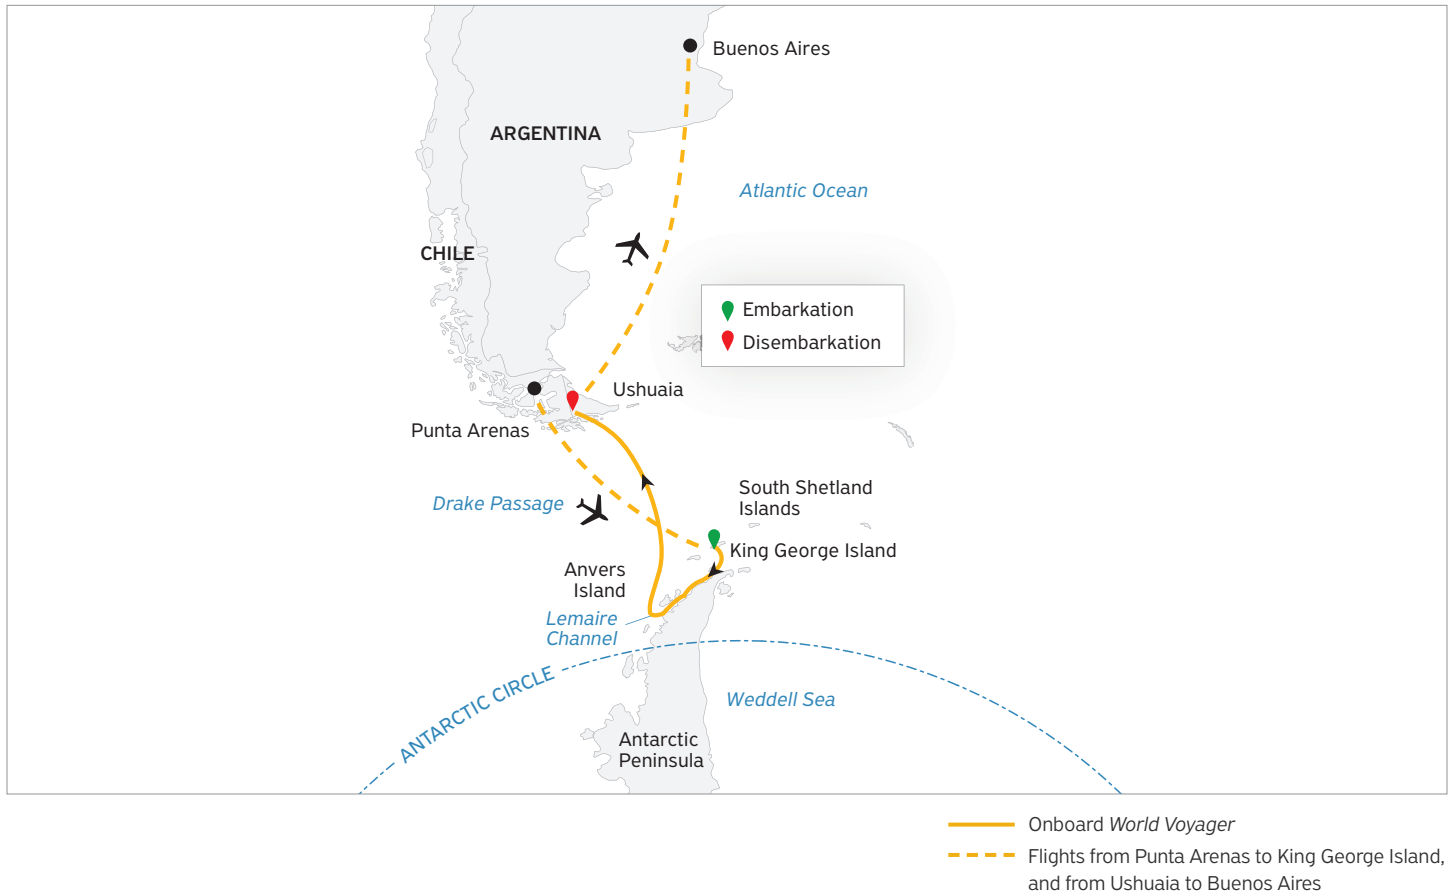 Buenos Aires
ARGENTINA
Atlantic Ocean
CHILE
Embarkation
Disembarkation
Ushuaia
Punta Arenas
South Shetland
Islands
Drake Passage
King George Island
Anvers
Island
Lemaire
Channel
ANTARCTIC CIRCLE
Weddell Sea
Antarctic
Peninsula
Onboard World Voyager
Flights from Punta Arenas to King George Island,
and from Ushuaia to Buenos Aires